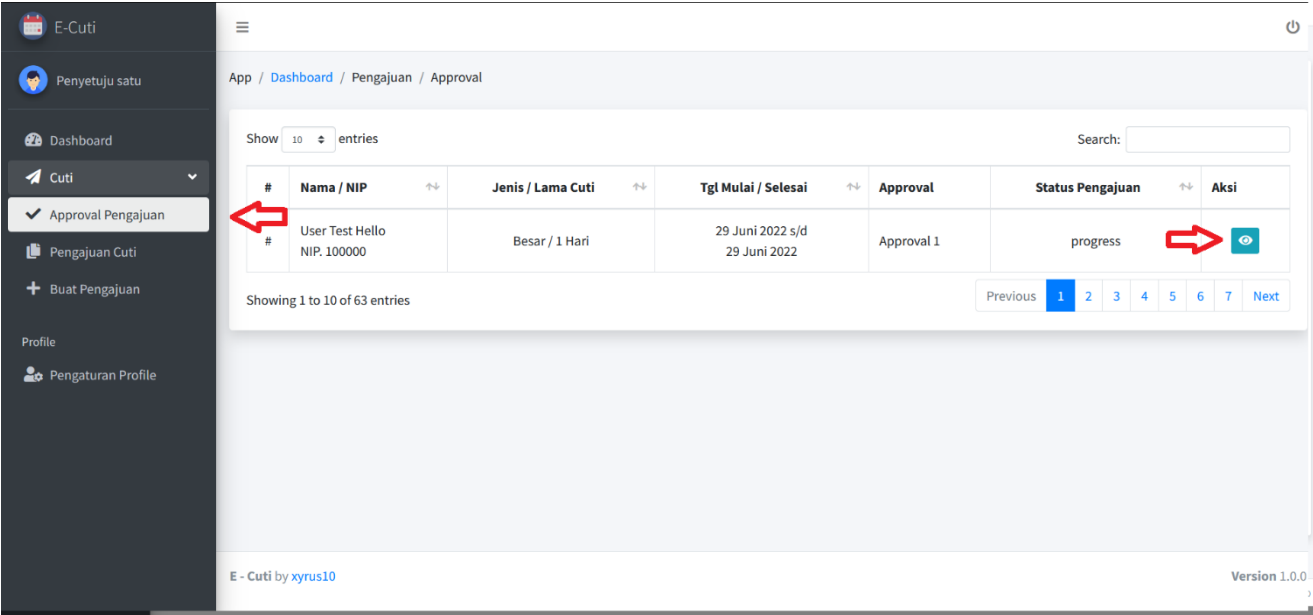 E-Cuti
Penyetuju satu
Dashboard
Cuti
Approval Pengajuan
Pengajuan Cuti
Buat Pengajuan
Profile
Pengaturan Profile
App / Dashboard / Pengajuan / Approval
Show 10 entries
Search:
# Nama / NIP Jenis / Lama Cuti Tgl Mulai / Selesai Approval Status Pengajuan Aksi
# User Test Hello NIP. 100000 Besar / 1 Hari 29 Juni 2022 s/d 29 Juni 2022 Approval 1 progress
Showing 1 to 10 of 63 entries
Previous 1 2 3 4 5 6 7 Next
E - Cuti by xyrus10
Version 1.0.0